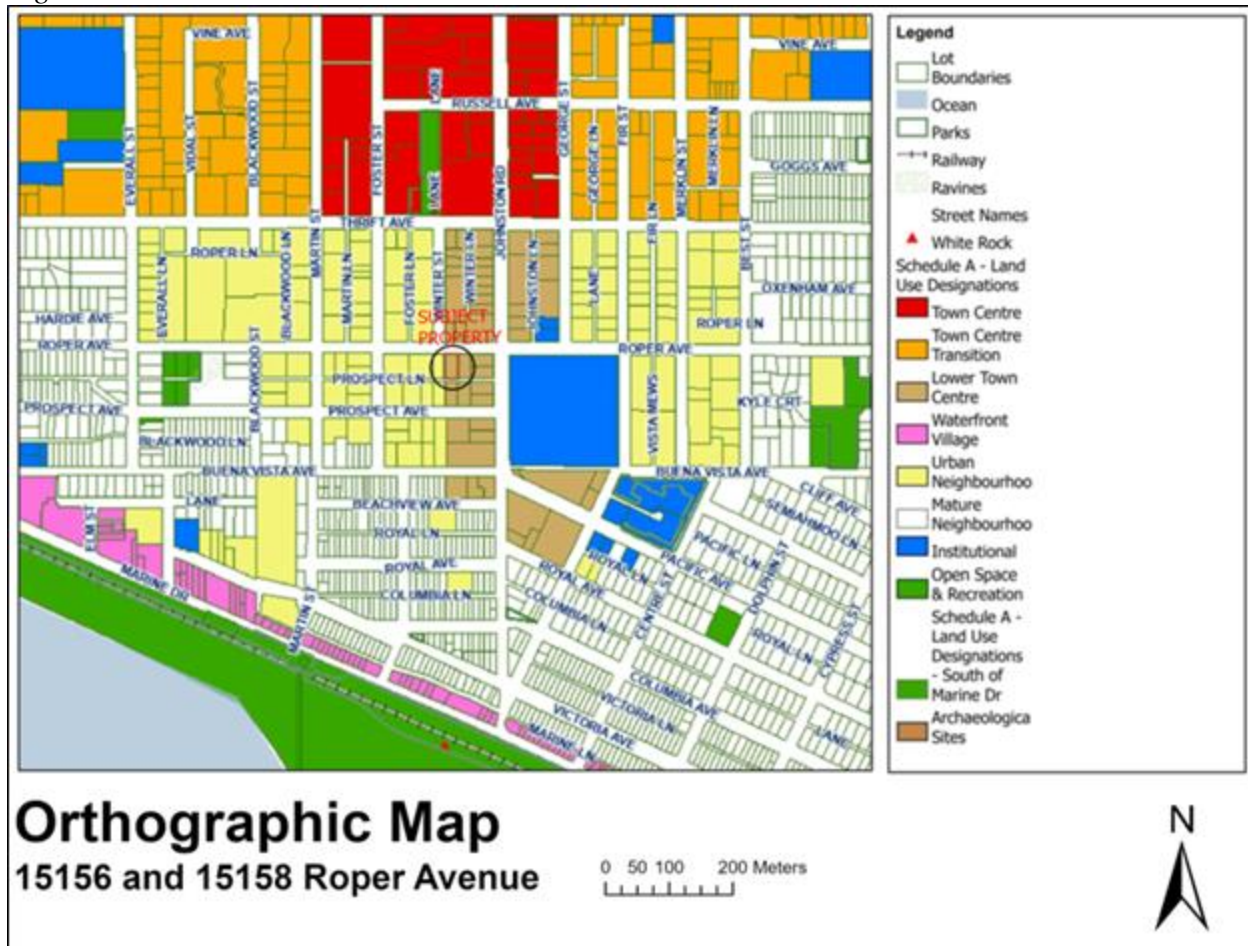 VINE AVE
VINE AVE
LANE
RUSSELL AVE
EVERALL ST
VIDAL ST
BLACKWOOD ST
FOSTER ST
GEORGE ST
GEORGE LN
FIR ST
MERKLIN ST
MERKLIN LN
GOGGS AVE
LANE
MARTIN ST
THRIFT AVE
JOHNSTON RD
FIR LN
BEST ST
ROPER LN
EVERALL LN
BLACKWOOD LN
MARTIN LN
FOSTER LN
WINTER LN
JOHNSTON LN
LANE
OXENHAM AVE
HARDIE AVE
SUBJECT
PROPERTY
ROPER LN
ROPER AVE
ROPER AVE
PROSPECT LN
BLACKWOOD ST
VISTA MEWS
KYLE CRT
PROSPECT AVE
PROSPECT AVE
BLACKWOOD LN
BUENA VISTA AVE
BUENA VISTA AVE
LANE
BEACHVIEW AVE
CLIFF AVE
SEMIAHMOO LN
ELM ST
ROYAL LN
PACIFIC LN
ROYAL AVE
ROYAL AVE
ROYAL LN
PACIFIC AVE
DOLPHIN ST
MARINE DR
COLUMBIA LN
COLUMBIA LN
MARTIN ST
CENTRE ST
ROYAL LN
CYPRESS ST
COLUMBIA AVE
VICTORIA LN
VICTORIA AVE
LANE
MARINE LN
Legend
Lot
Boundaries
Ocean
Parks
Railway
Ravines
Street Names
White Rock
Schedule A - Land
Use Designations
Town Centre
Town Centre
Transition
Lower Town
Centre
Waterfront
Village
Urban
Neighbourhoo
Mature
Neighbourhoo
Institutional
Open Space
& Recreation
Schedule A -
Land Use
Designations
- South of
Marine Dr
Archaeologica
Sites
Orthographic Map
15156 and 15158 Roper Avenue
0 50 100 200 Meters
N